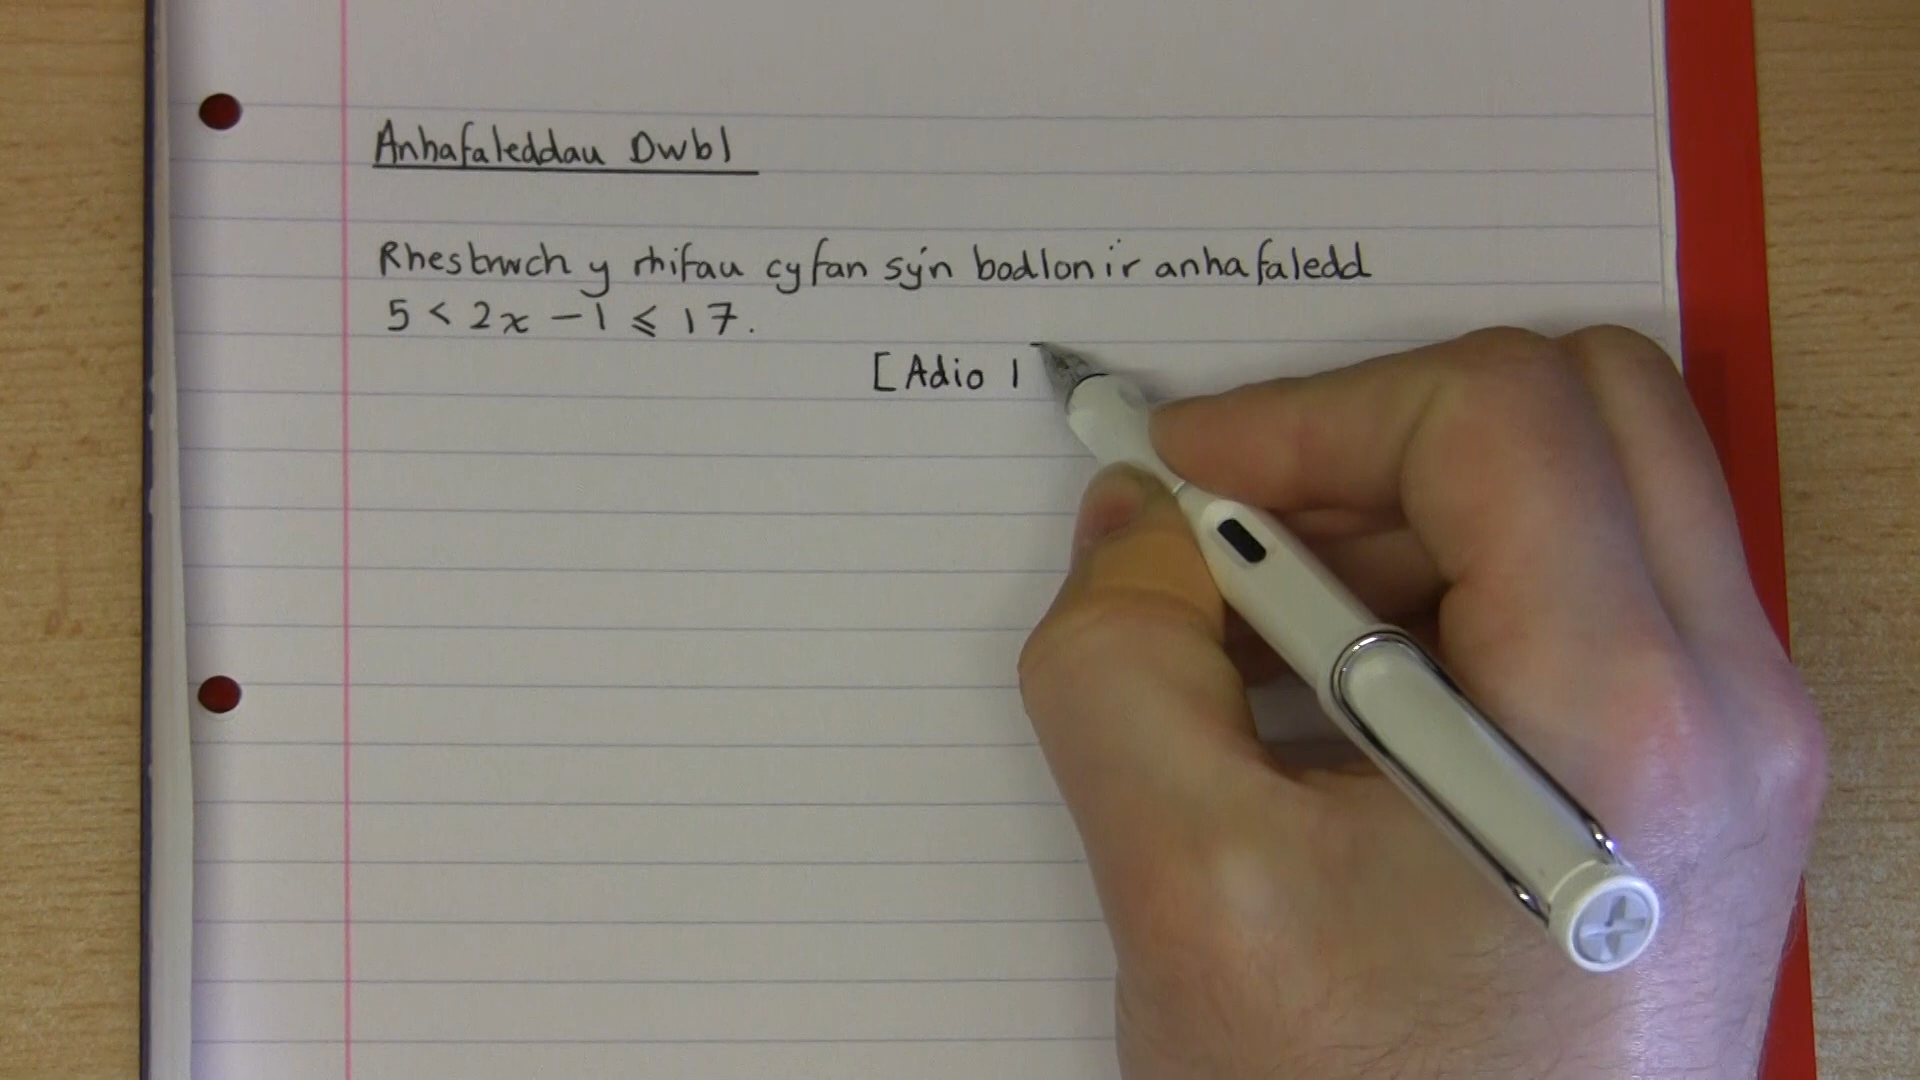 Anhafaleddau Dwbl
Rhestrwch y rhifau cyfan sy'n bodloni'r anhafaledd
5 < 2x - 1 ⩽ 17.
[Adio 1